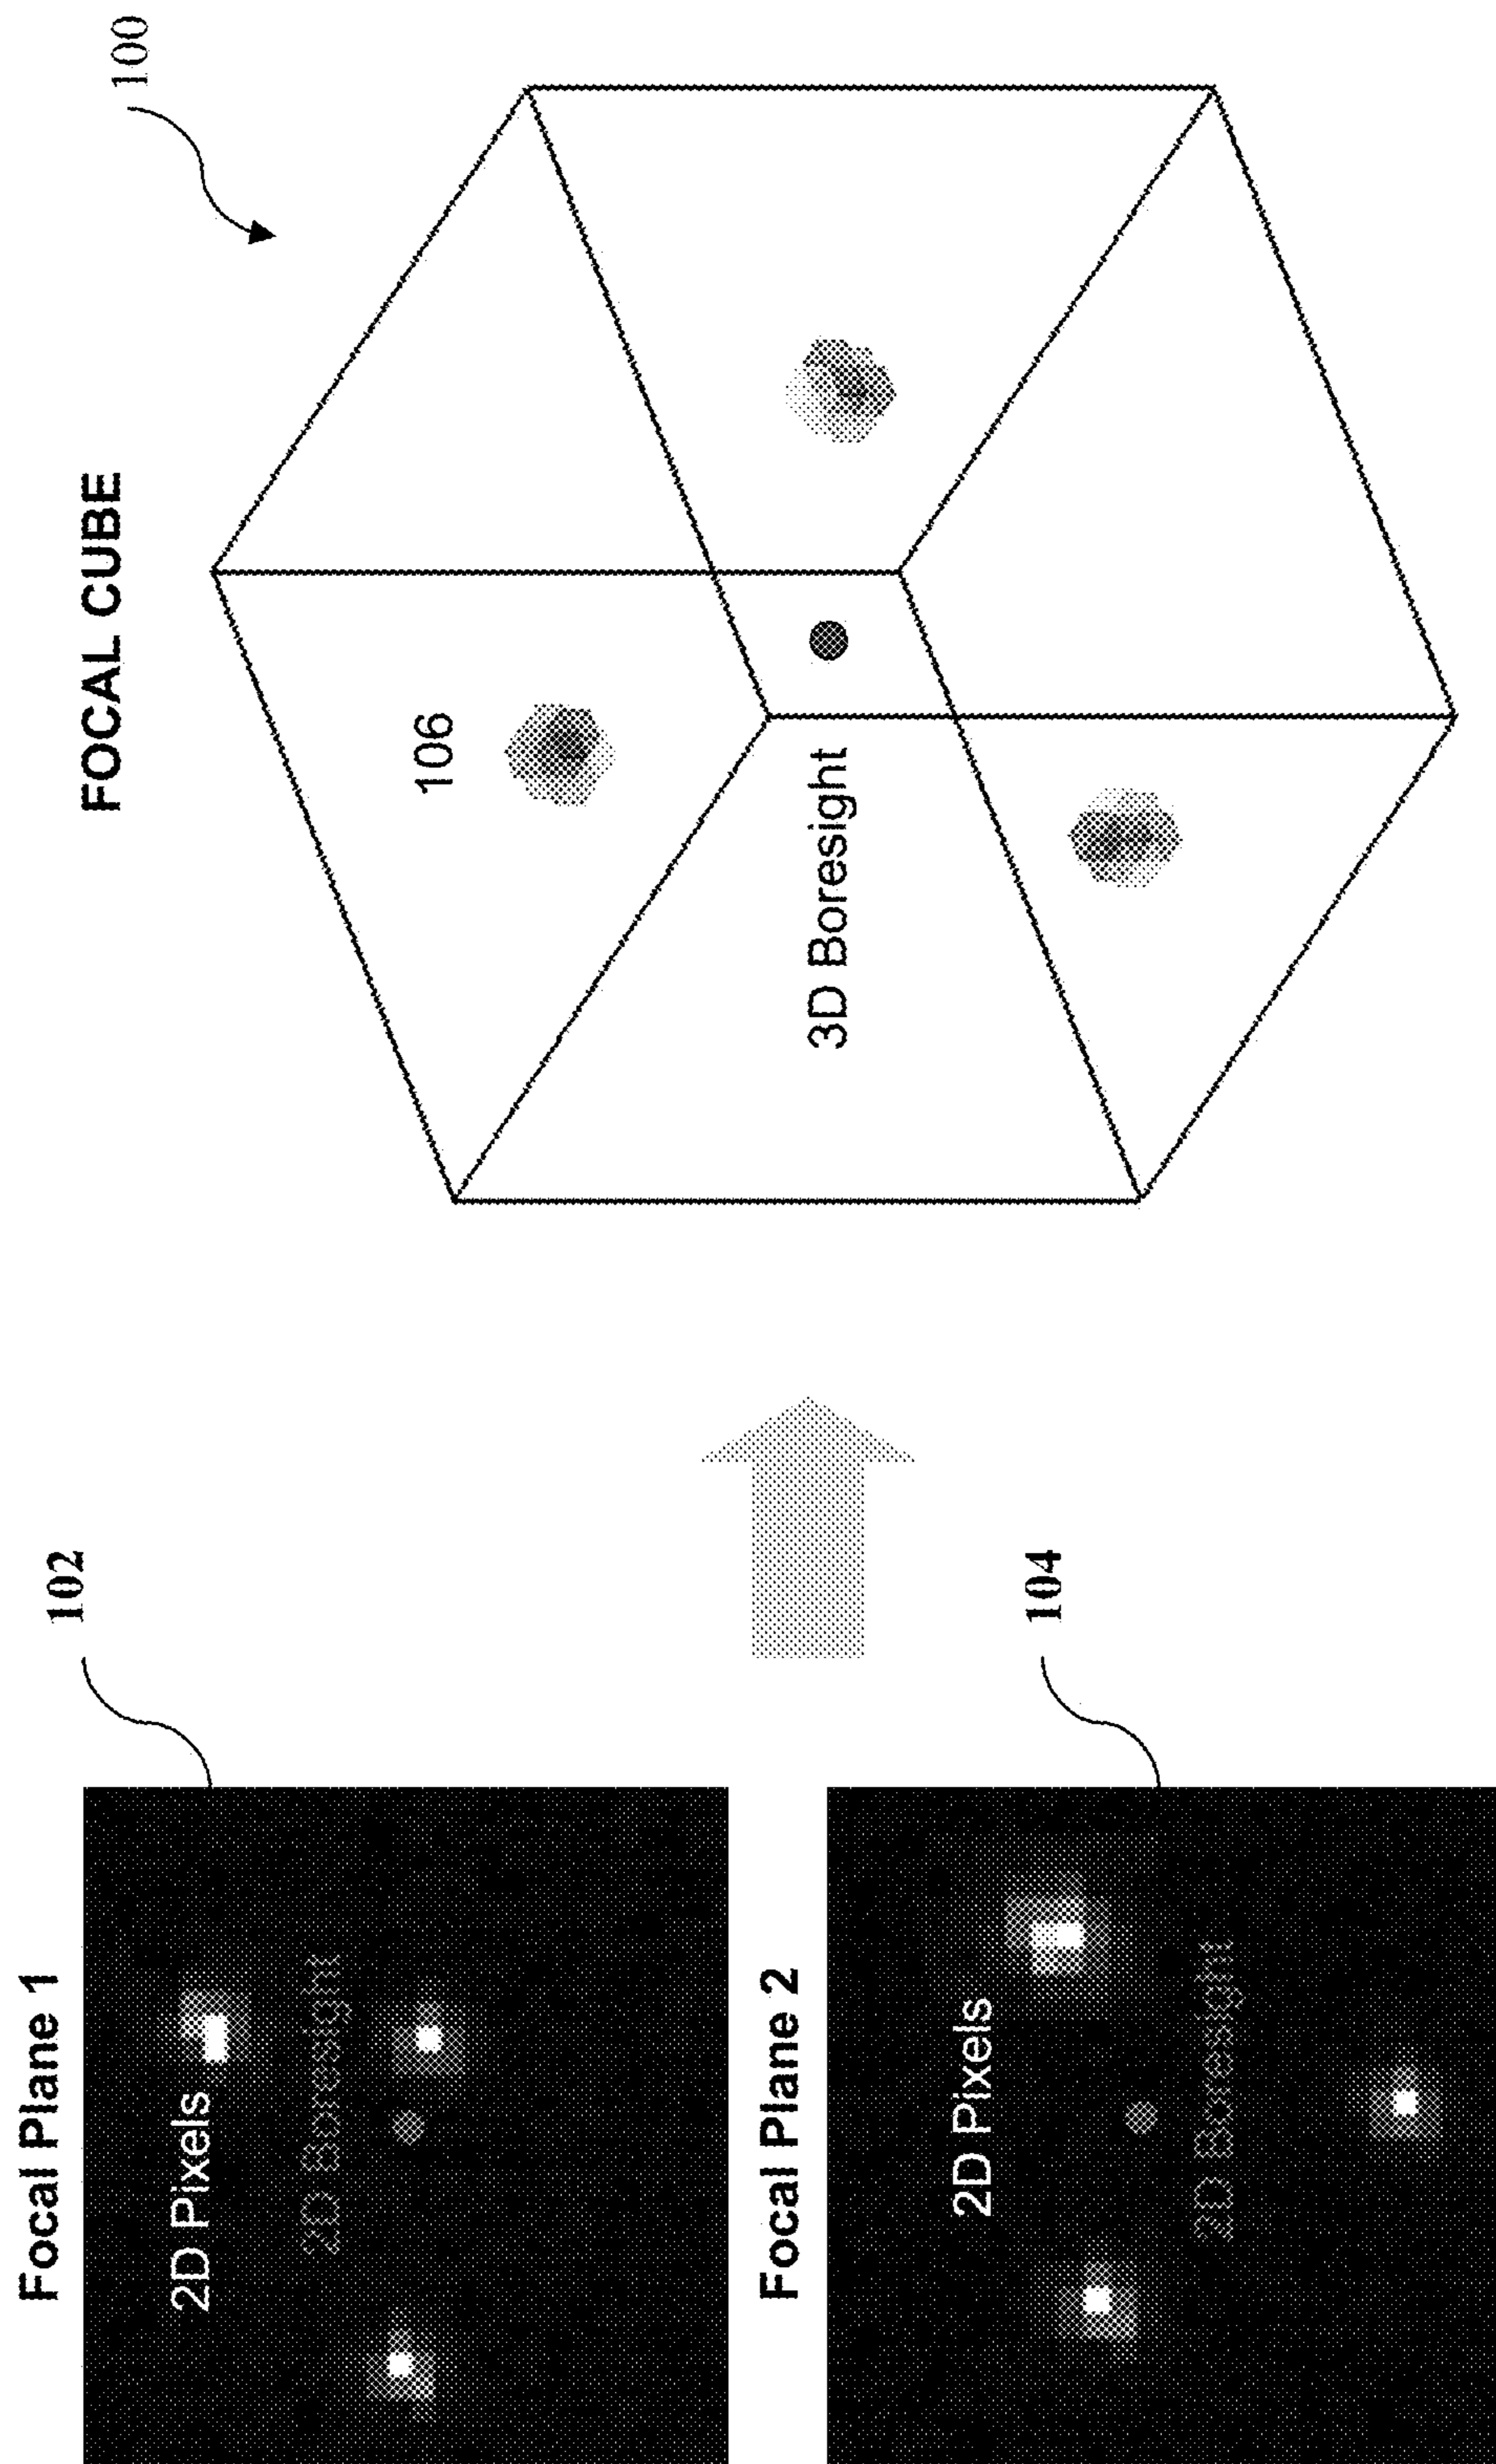 Focal Plane 1
102
2D Pixels
2D Boresight
Focal Plane 2
104
2D Pixels
Boresight
FOCAL CUBE
100
106
3D Boresight